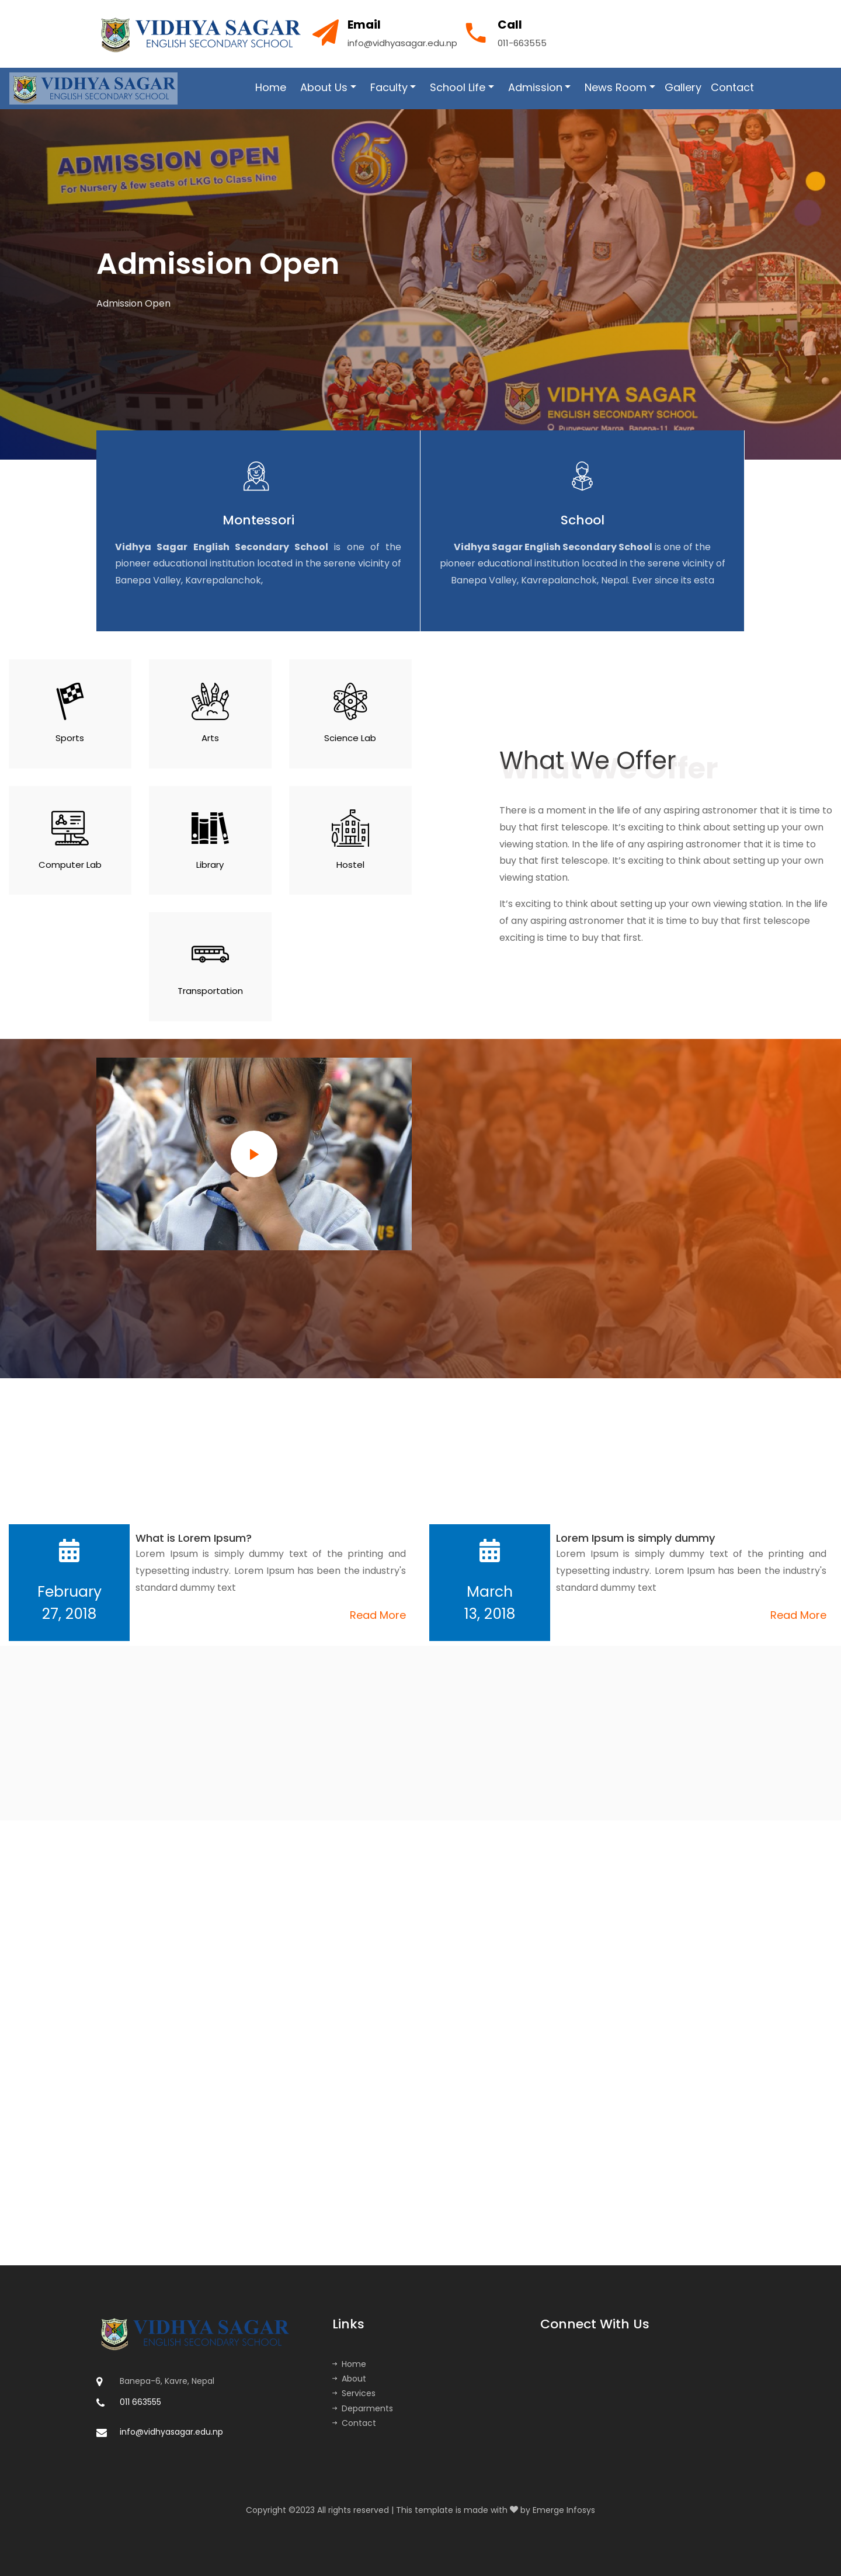 VIDHYA SAGAR
ENGLISH SECONDARY SCHOOL
Email
info@vidhyasagar.edu.np
Call
011-663555
VIDHYA SAGAR
ENGLISH SECONDARY SCHOOL
Home
About Us
Faculty
School Life
Admission
News Room
Gallery
Contact
ADMISSION OPEN
For Nursery & few seats of LKG to Class Nine
25
Admission Open
Admission Open
VIDHYA SAGAR
ENGLISH SECONDARY SCHOOL
Puneswor Marga, Banepa-11, Kavre
Montessori
Vidhya Sagar English Secondary School is one of the
pioneer educational institution located in the serene vicinity of
Banepa Valley, Kavrepalanchok,
School
Vidhya Sagar English Secondary School is one of the
pioneer educational institution located in the serene vicinity of
Banepa Valley, Kavrepalanchok, Nepal. Ever since its esta
Sports
Arts
Science Lab
Computer Lab
Library
Hostel
Transportation
What We Offer
What We Offer
There is a moment in the life of any aspiring astronomer that it is time to
buy that first telescope. It’s exciting to think about setting up your own
viewing station. In the life of any aspiring astronomer that it is time to
buy that first telescope. It’s exciting to think about setting up your own
viewing station.
It’s exciting to think about setting up your own viewing station. In the life
of any aspiring astronomer that it is time to buy that first telescope
exciting is time to buy that first.
February
27, 2018
What is Lorem Ipsum?
Lorem Ipsum is simply dummy text of the printing and
typesetting industry. Lorem Ipsum has been the industry's
standard dummy text
Read More
March
13, 2018
Lorem Ipsum is simply dummy
Lorem Ipsum is simply dummy text of the printing and
typesetting industry. Lorem Ipsum has been the industry's
standard dummy text
Read More
VIDHYA SAGAR
ENGLISH SECONDARY SCHOOL
Banepa-6, Kavre, Nepal
011 663555
info@vidhyasagar.edu.np
Links
Home
About
Services
Deparments
Contact
Connect With Us
Copyright ©2023 All rights reserved | This template is made with ♥ by Emerge Infosys